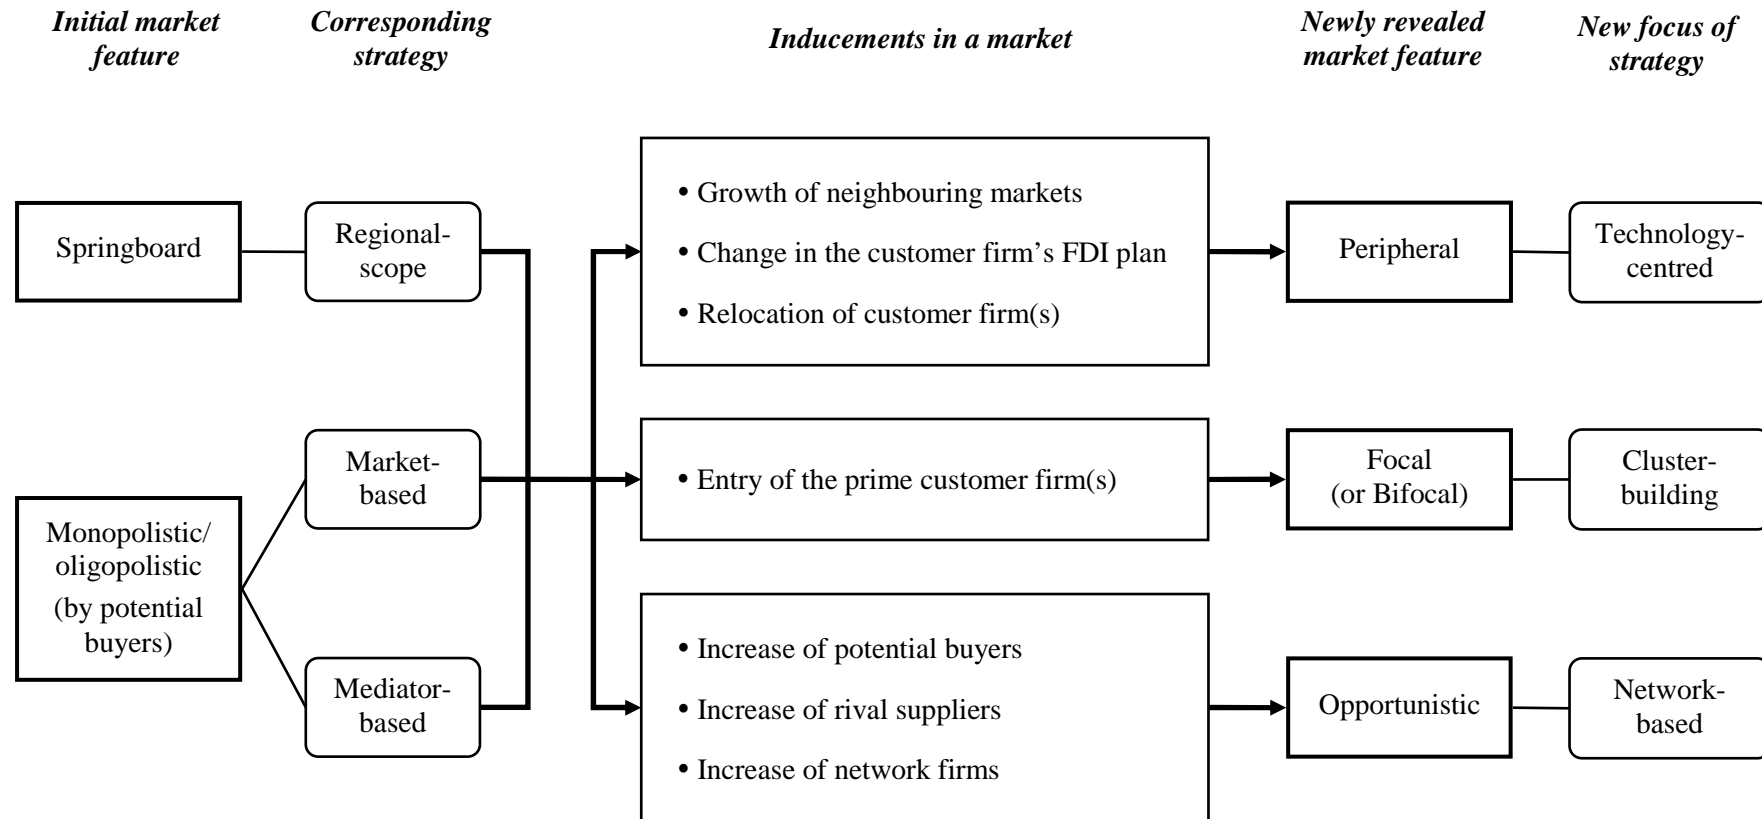 Initial market
feature
Corresponding
strategy
Inducements in a market
Newly revealed
market feature
New focus of
strategy
Springboard
Regional-
scope
• Growth of neighbouring markets
• Change in the customer firm’s FDI plan
• Relocation of customer firm(s)
Peripheral
Technology-
centred
Monopolistic/
oligopolistic
(by potential
buyers)
Market-
based
• Entry of the prime customer firm(s)
Focal
(or Bifocal)
Cluster-
building
Mediator-
based
• Increase of potential buyers
• Increase of rival suppliers
• Increase of network firms
Opportunistic
Network-
based